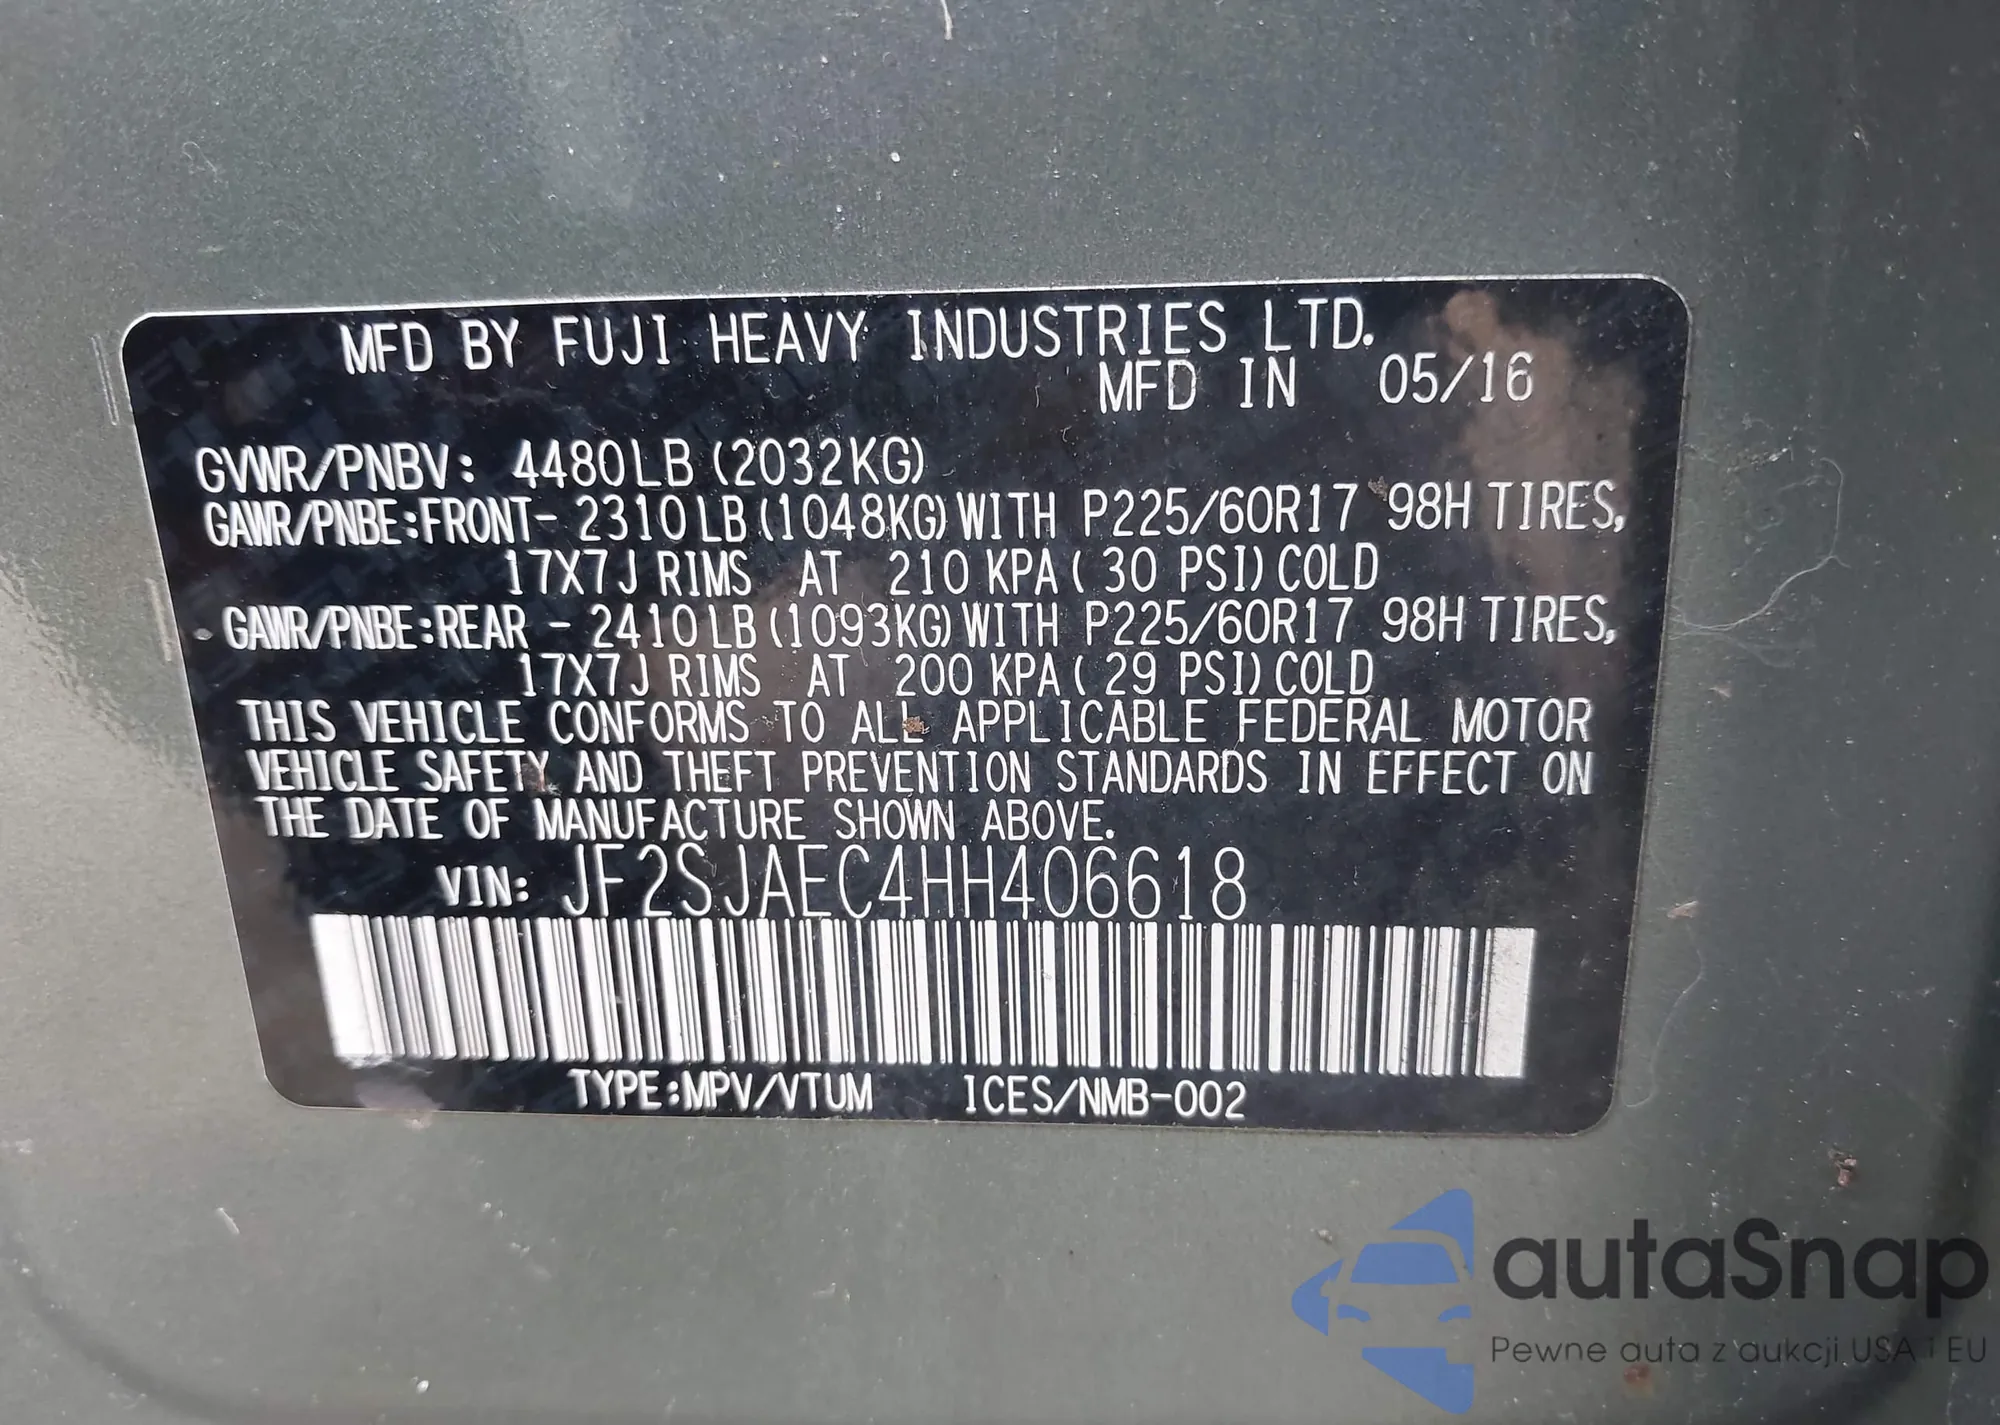 MFD BY FUJI HEAVY INDUSTRIES LTD.
MFD IN 05/16
GVWR/PNBV: 4480LB (2032KG)
GAWR/PNBE:FRONT- 2310LB (1048KG) WITH P225/60R17 98H TIRES,
17X7J RIMS AT 210 KPA ( 30 PSI) COLD
GAWR/PNBE:REAR - 2410LB (1093KG) WITH P225/60R17 98H TIRES,
17X7J RIMS AT 200 KPA ( 29 PSI) COLD
THIS VEHICLE CONFORMS TO ALL APPLICABLE FEDERAL MOTOR
VEHICLE SAFETY AND THEFT PREVENTION STANDARDS IN EFFECT ON
THE DATE OF MANUFACTURE SHOWN ABOVE.
VIN: JF2SJAEC4HH406618
TYPE:MPV/VTUM ICES/NMB-002
autaSnap
Pewne auta z aukcji USA i EU